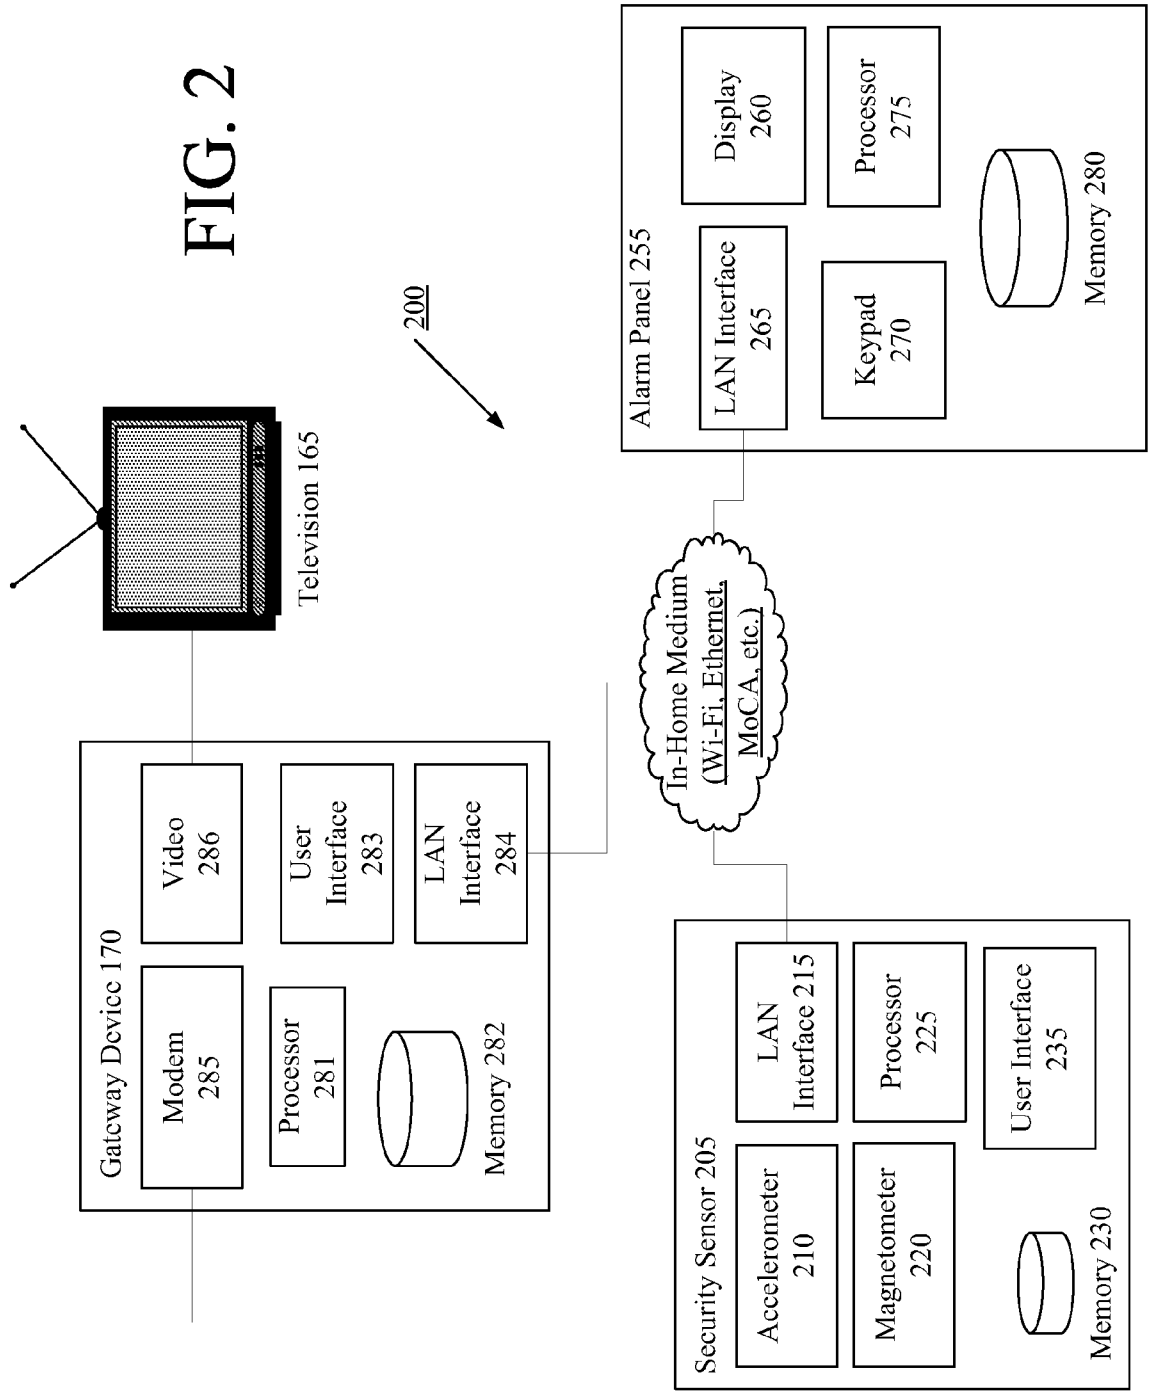 FIG. 2
200
Television 165
Gateway Device 170
Modem
285
Video
286
Processor
281
User
Interface
283
LAN
Interface
284
Memory 282
In-Home Medium
(Wi-Fi, Ethernet,
MoCA, etc.)
Security Sensor 205
Accelerometer
210
LAN
Interface 215
Magnetometer
220
Processor
225
User Interface
235
Memory 230
Alarm Panel 255
LAN Interface
265
Display
260
Keypad
270
Processor
275
Memory 280